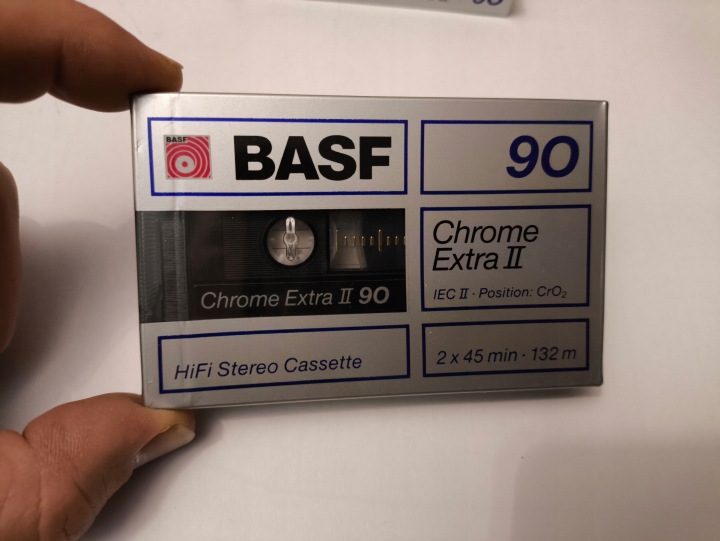 90
BASF
BASF
90
Chrome
Extra II
IEC II · Position: CrO₂
Chrome Extra II 90
HiFi Stereo Cassette
2 x 45 min · 132 m